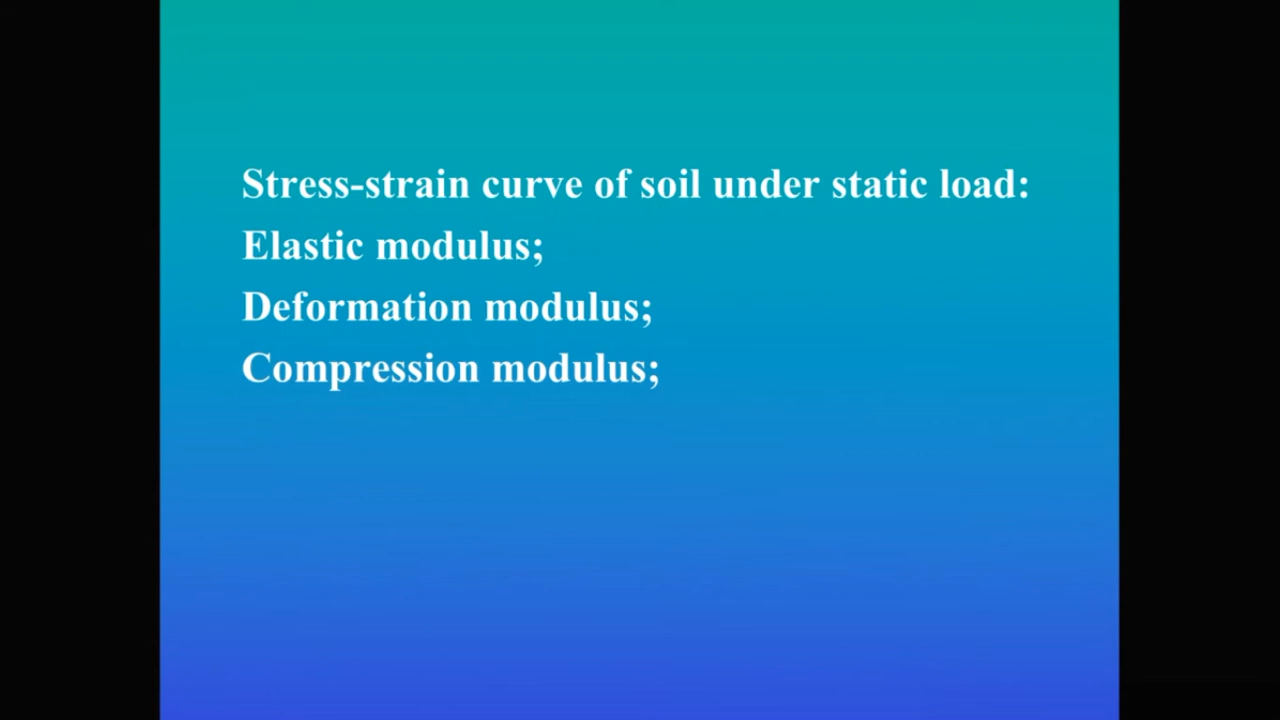 Stress-strain curve of soil under static load:
Elastic modulus;
Deformation modulus;
Compression modulus;